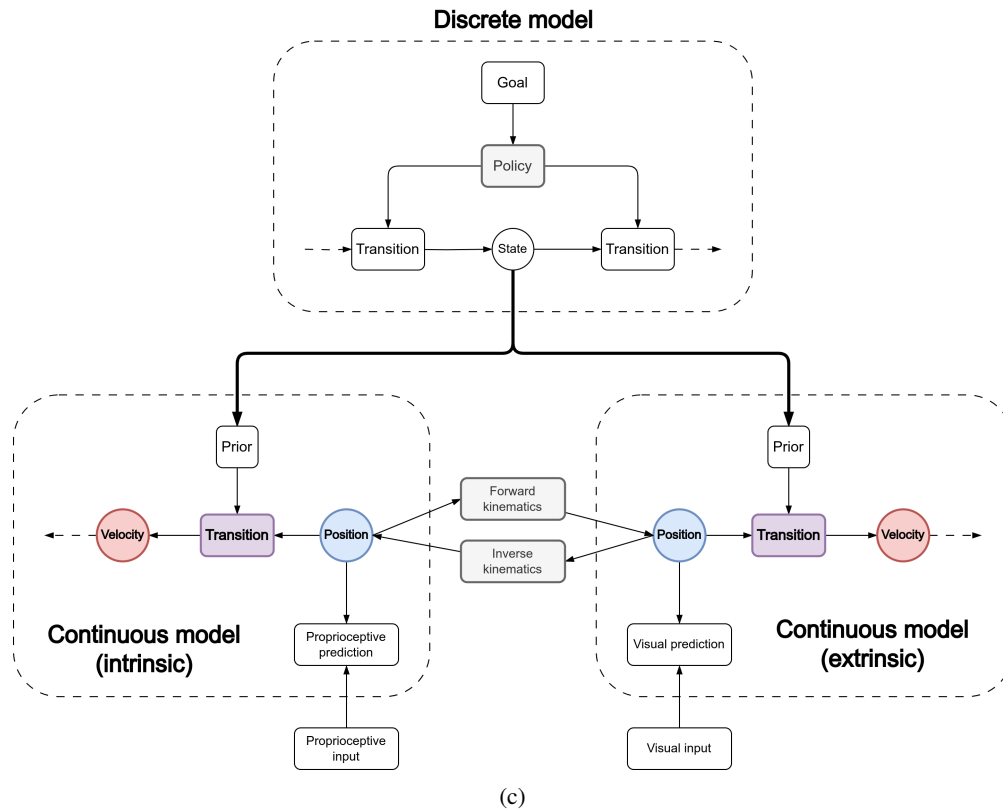 Discrete model
Goal
Policy
Transition
State
Transition
Prior
Prior
Forward
kinematics
Velocity
Transition
Position
Position
Transition
Velocity
Inverse
kinematics
Continuous model
(intrinsic)
Proprioceptive
prediction
Visual prediction
Continuous model
(extrinsic)
Proprioceptive
input
Visual input
(c)